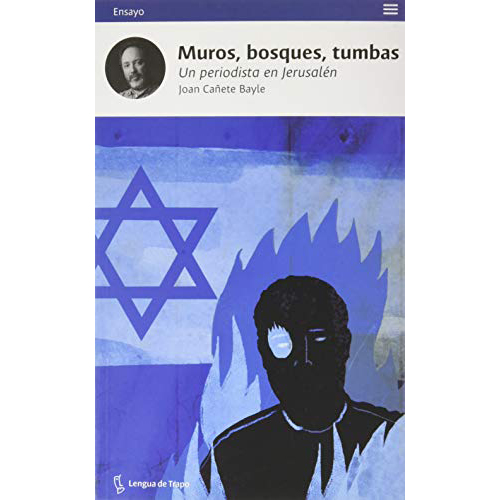 Ensayo
Muros, bosques, tumbas
Un periodista en Jerusalén
Joan Cañete Bayle
Lengua de Trapo